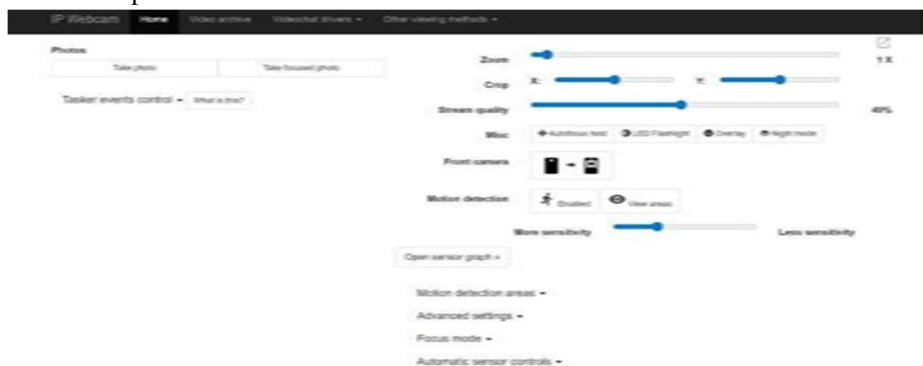 IP Webcam Home Video archive Videochat drivers Other viewing methods
Photos
Take photo Take focused photo
Tasker events control What is this?
Zoom 1 X
Crop X: Y:
Stream quality 49%
Misc Autofocus hold LED Flashlight Overlay Night mode
Front camera
Motion detection Enabled View areas
More sensitivity Less sensitivity
Open sensor graph »
Motion detection areas
Advanced settings
Focus mode
Automatic sensor controls